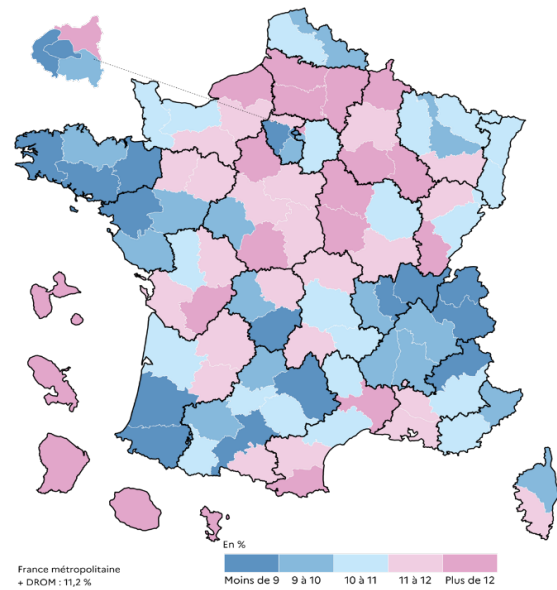 En %
Moins de 9 9 à 10 10 à 11 11 à 12 Plus de 12
France métropolitaine
+ DROM : 11,2 %